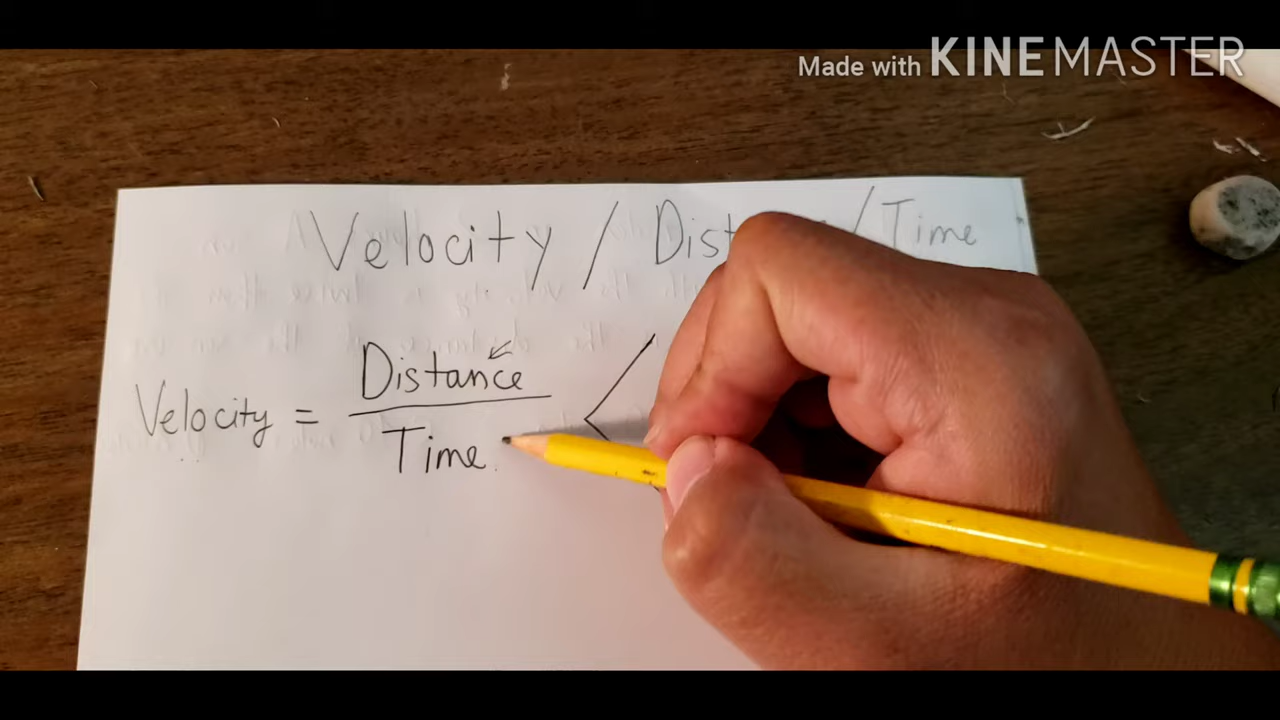 Made with KINEMASTER
Velocity / Dist / Time
Distance
Velocity =
Time